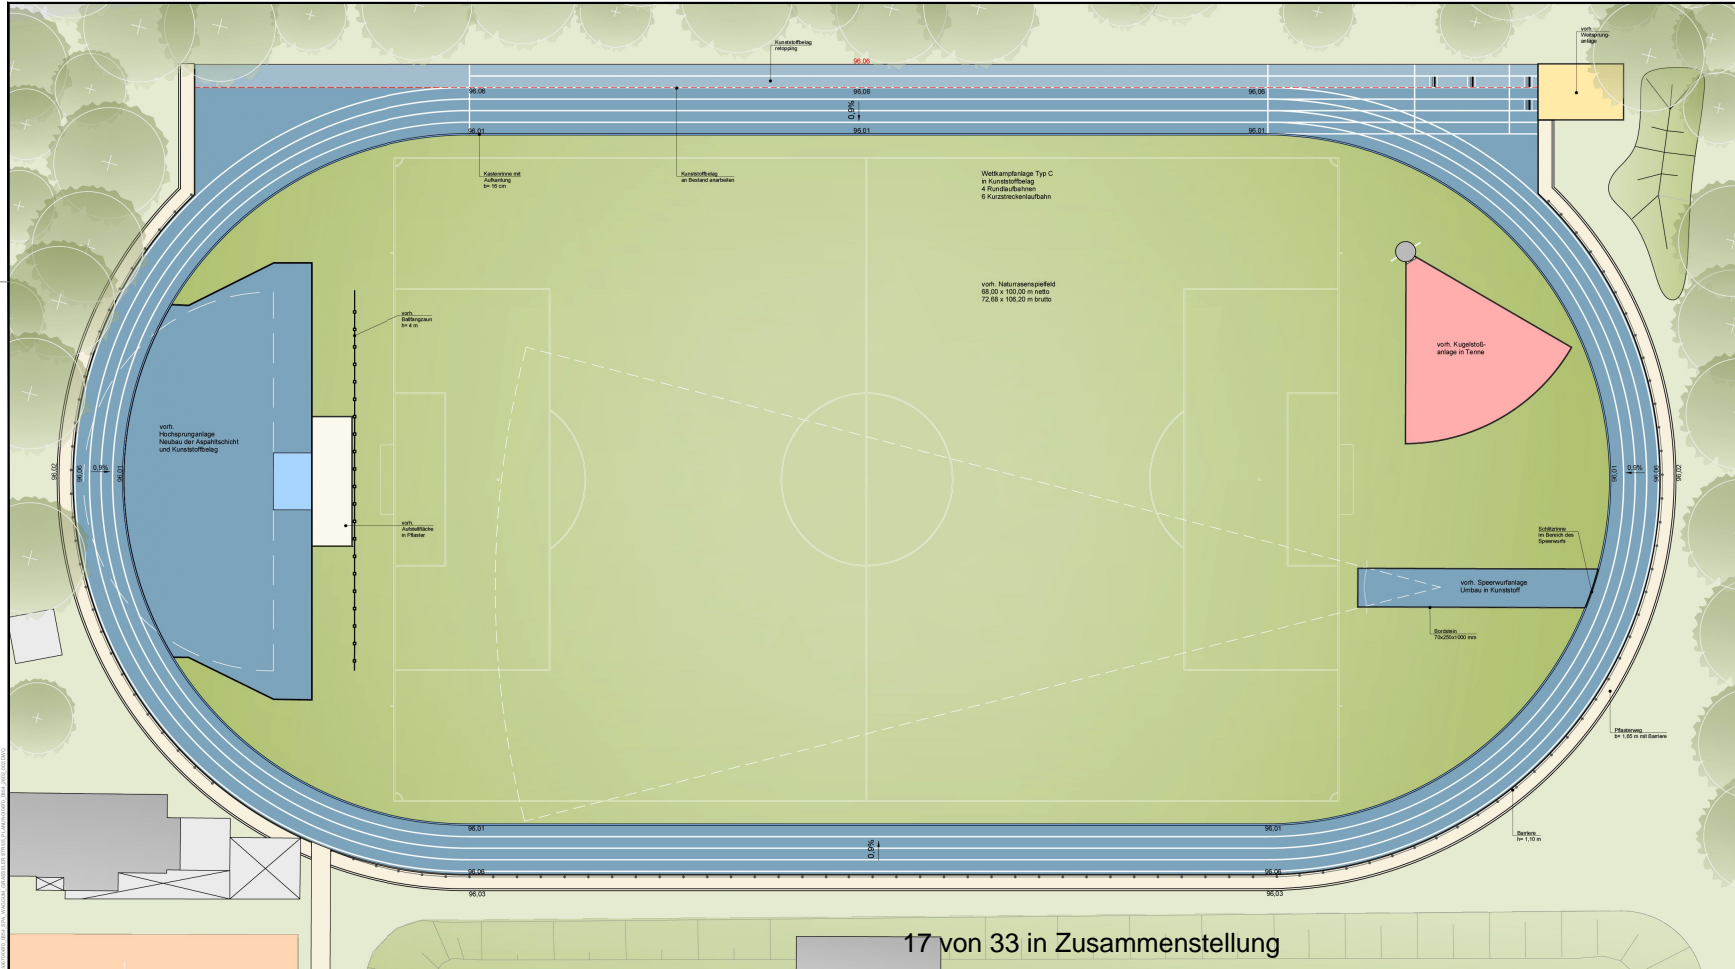 Kunststoffbelag
retopping
vorh.
Weitsprung-
anlage
96,06
96,06
96,06
96,06
0,9%
96,01
96,01
96,01
Kastenrinne mit
Aufkantung
b= 16 cm
Kunststoffbelag
an Bestand anarbeiten
Wettkampfanlage Typ C
in Kunststoffbelag
4 Rundlaufbahnen
6 Kurzstreckenlaufbahn
vorh. Naturrasenspielfeld
68,00 x 100,00 m netto
72,68 x 106,20 m brutto
vorh.
Ballfangzaun
h= 4 m
vorh. Kugelstoß-
anlage in Tenne
vorh.
Hochsprunganlage
Neubau der Aspahltschicht
und Kunststoffbelag
96,02
96,06
0,9%
96,01
96,01
0,9%
96,06
96,02
vorh.
Aufstellfläche
in Pflaster
Schlitzrinne
im Bereich des
Speerwurfs
vorh. Speerwurfanlage
Umbau in Kunststoff
Bordstein
70x250x1000 mm
Pflasterweg
b= 1,65 m mit Barriere
Barriere
h= 1,10 m
96,01
96,01
0,9%
96,06
96,06
96,03
96,03
17 von 33 in Zusammenstellung